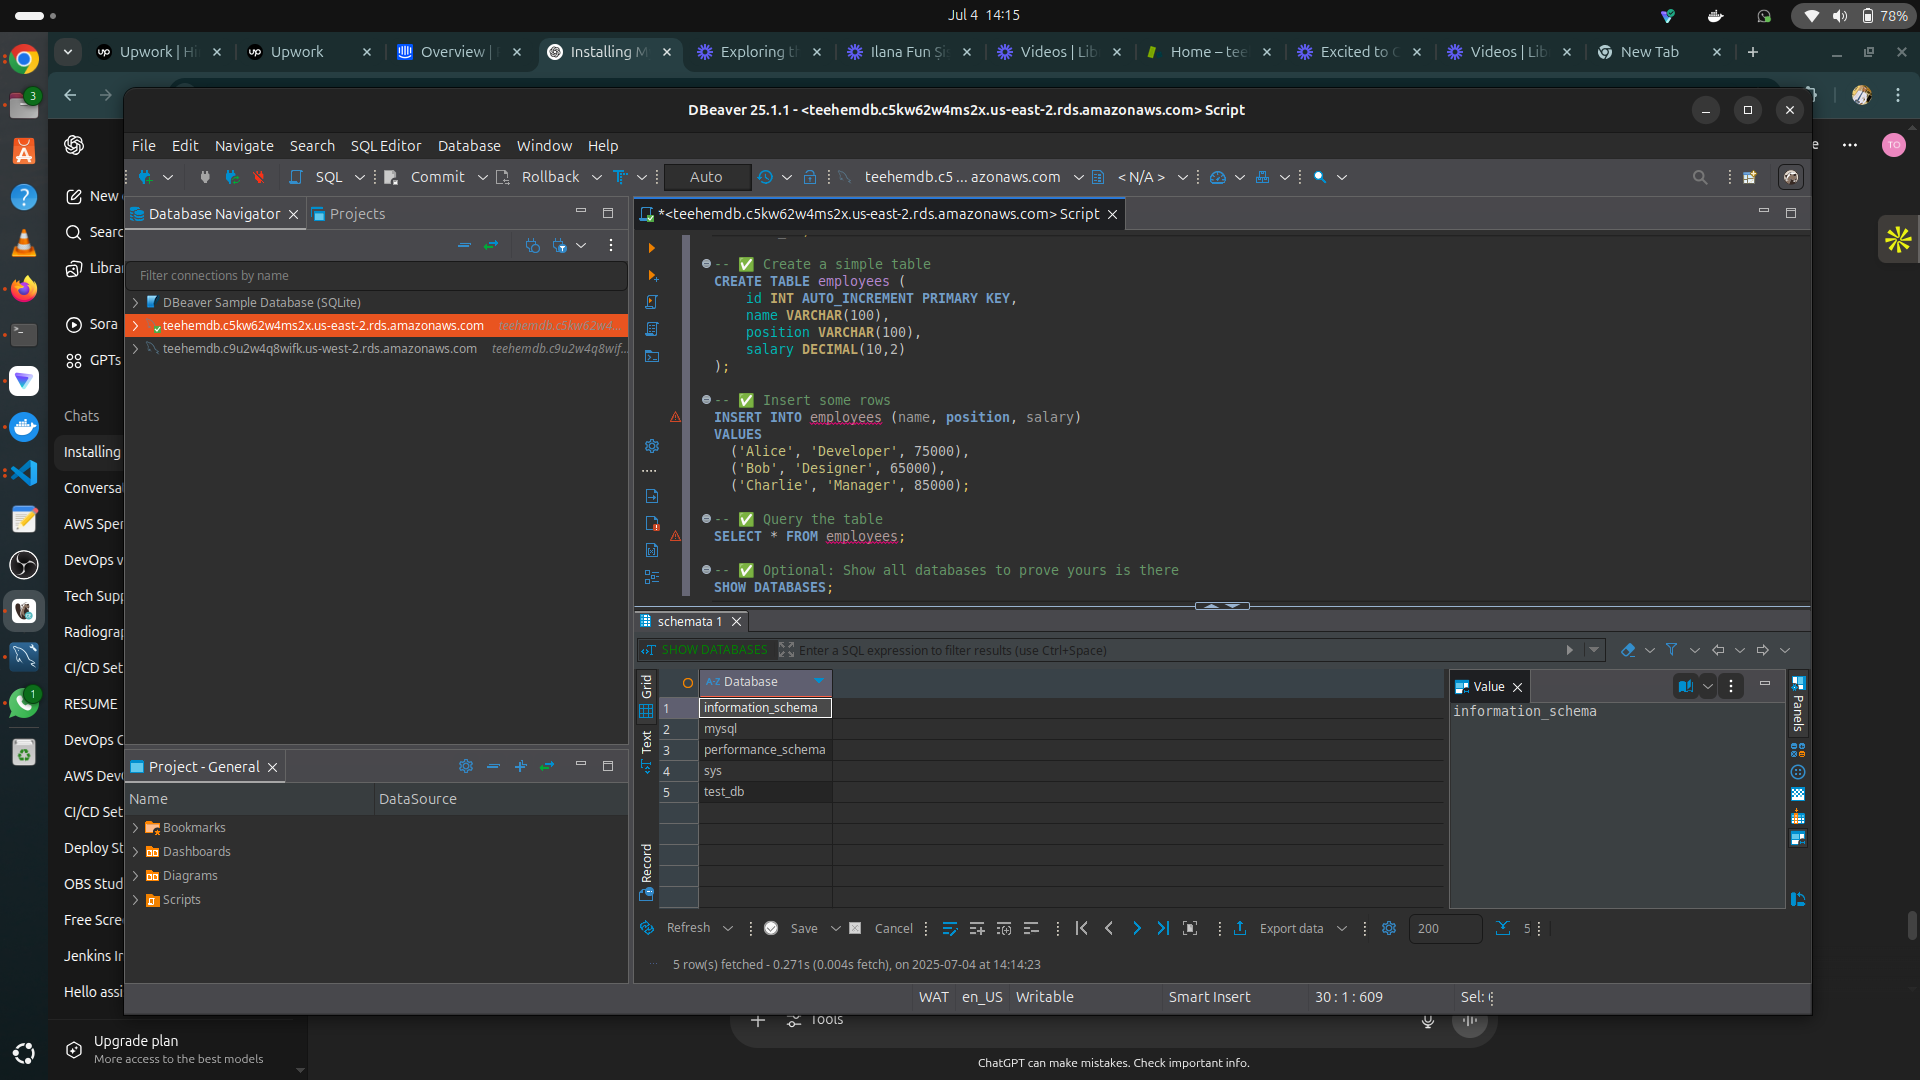 Jul 4 14:15
78%
Upwork | Hi
Upwork
Overview |
Installing M
Exploring th
Ilana Fun Si
Videos | Lib
Home – tee
Excited to C
Videos | Lib
New Tab
3
DBeaver 25.1.1 - <teehemdb.c5kw62w4ms2x.us-east-2.rds.amazonaws.com> Script
File Edit Navigate Search SQL Editor Database Window Help
SQL Commit Rollback Auto teehemdb.c5 ... azonaws.com < N/A >
TO
New
Searc
Libra
Sora
GPTs
Chats
Installing
Conversa
AWS Spe
DevOps v
Tech Sup
Radiogra
CI/CD Set
RESUME
DevOps C
AWS Dev
CI/CD Set
Deploy St
OBS Stud
Free Scre
Jenkins In
Hello assi
Upgrade plan
More access to the best models
1
Database Navigator
Projects
Filter connections by name
DBeaver Sample Database (SQLite)
teehemdb.c5kw62w4ms2x.us-east-2.rds.amazonaws.com teehemdb.c5kw62w4...
teehemdb.c9u2w4q8wifk.us-west-2.rds.amazonaws.com teehemdb.c9u2w4q8wif...
*<teehemdb.c5kw62w4ms2x.us-east-2.rds.amazonaws.com> Script
-- ✅ Create a simple table
CREATE TABLE employees (
id INT AUTO_INCREMENT PRIMARY KEY,
name VARCHAR(100),
position VARCHAR(100),
salary DECIMAL(10,2)
);
-- ✅ Insert some rows
INSERT INTO employees (name, position, salary)
VALUES
('Alice', 'Developer', 75000),
('Bob', 'Designer', 65000),
('Charlie', 'Manager', 85000);
-- ✅ Query the table
SELECT * FROM employees;
-- ✅ Optional: Show all databases to prove yours is there
SHOW DATABASES;
schemata 1
SHOW DATABASES Enter a SQL expression to filter results (use Ctrl+Space)
Grid
Text
Record
A-Z Database
1 information_schema
2 mysql
3 performance_schema
4 sys
5 test_db
Value
information_schema
Panels
Refresh Save Cancel Export data 200 5
5 row(s) fetched - 0.271s (0.004s fetch), on 2025-07-04 at 14:14:23
Project - General
Name DataSource
Bookmarks
Dashboards
Diagrams
Scripts
WAT en_US Writable Smart Insert 30 : 1 : 609 Sel:
Tools
ChatGPT can make mistakes. Check important info.